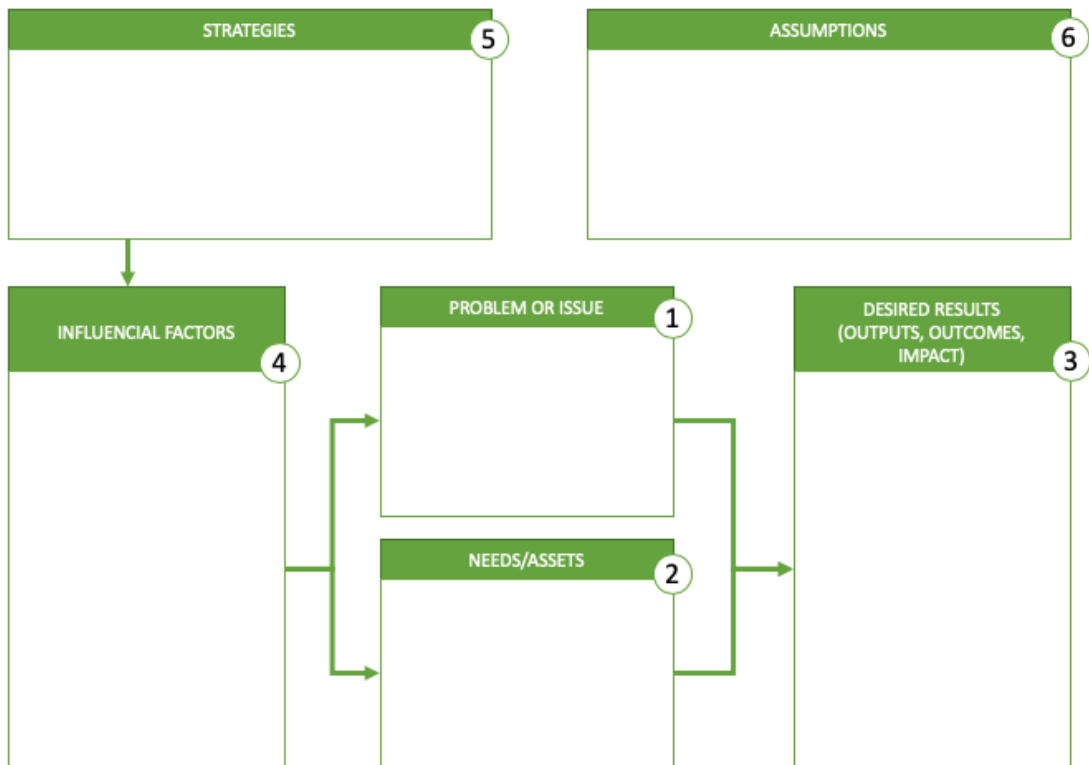 STRATEGIES
5
ASSUMPTIONS
6
INFLUENCIAL FACTORS
4
PROBLEM OR ISSUE
1
DESIRED RESULTS
(OUTPUTS, OUTCOMES,
IMPACT)
3
NEEDS/ASSETS
2